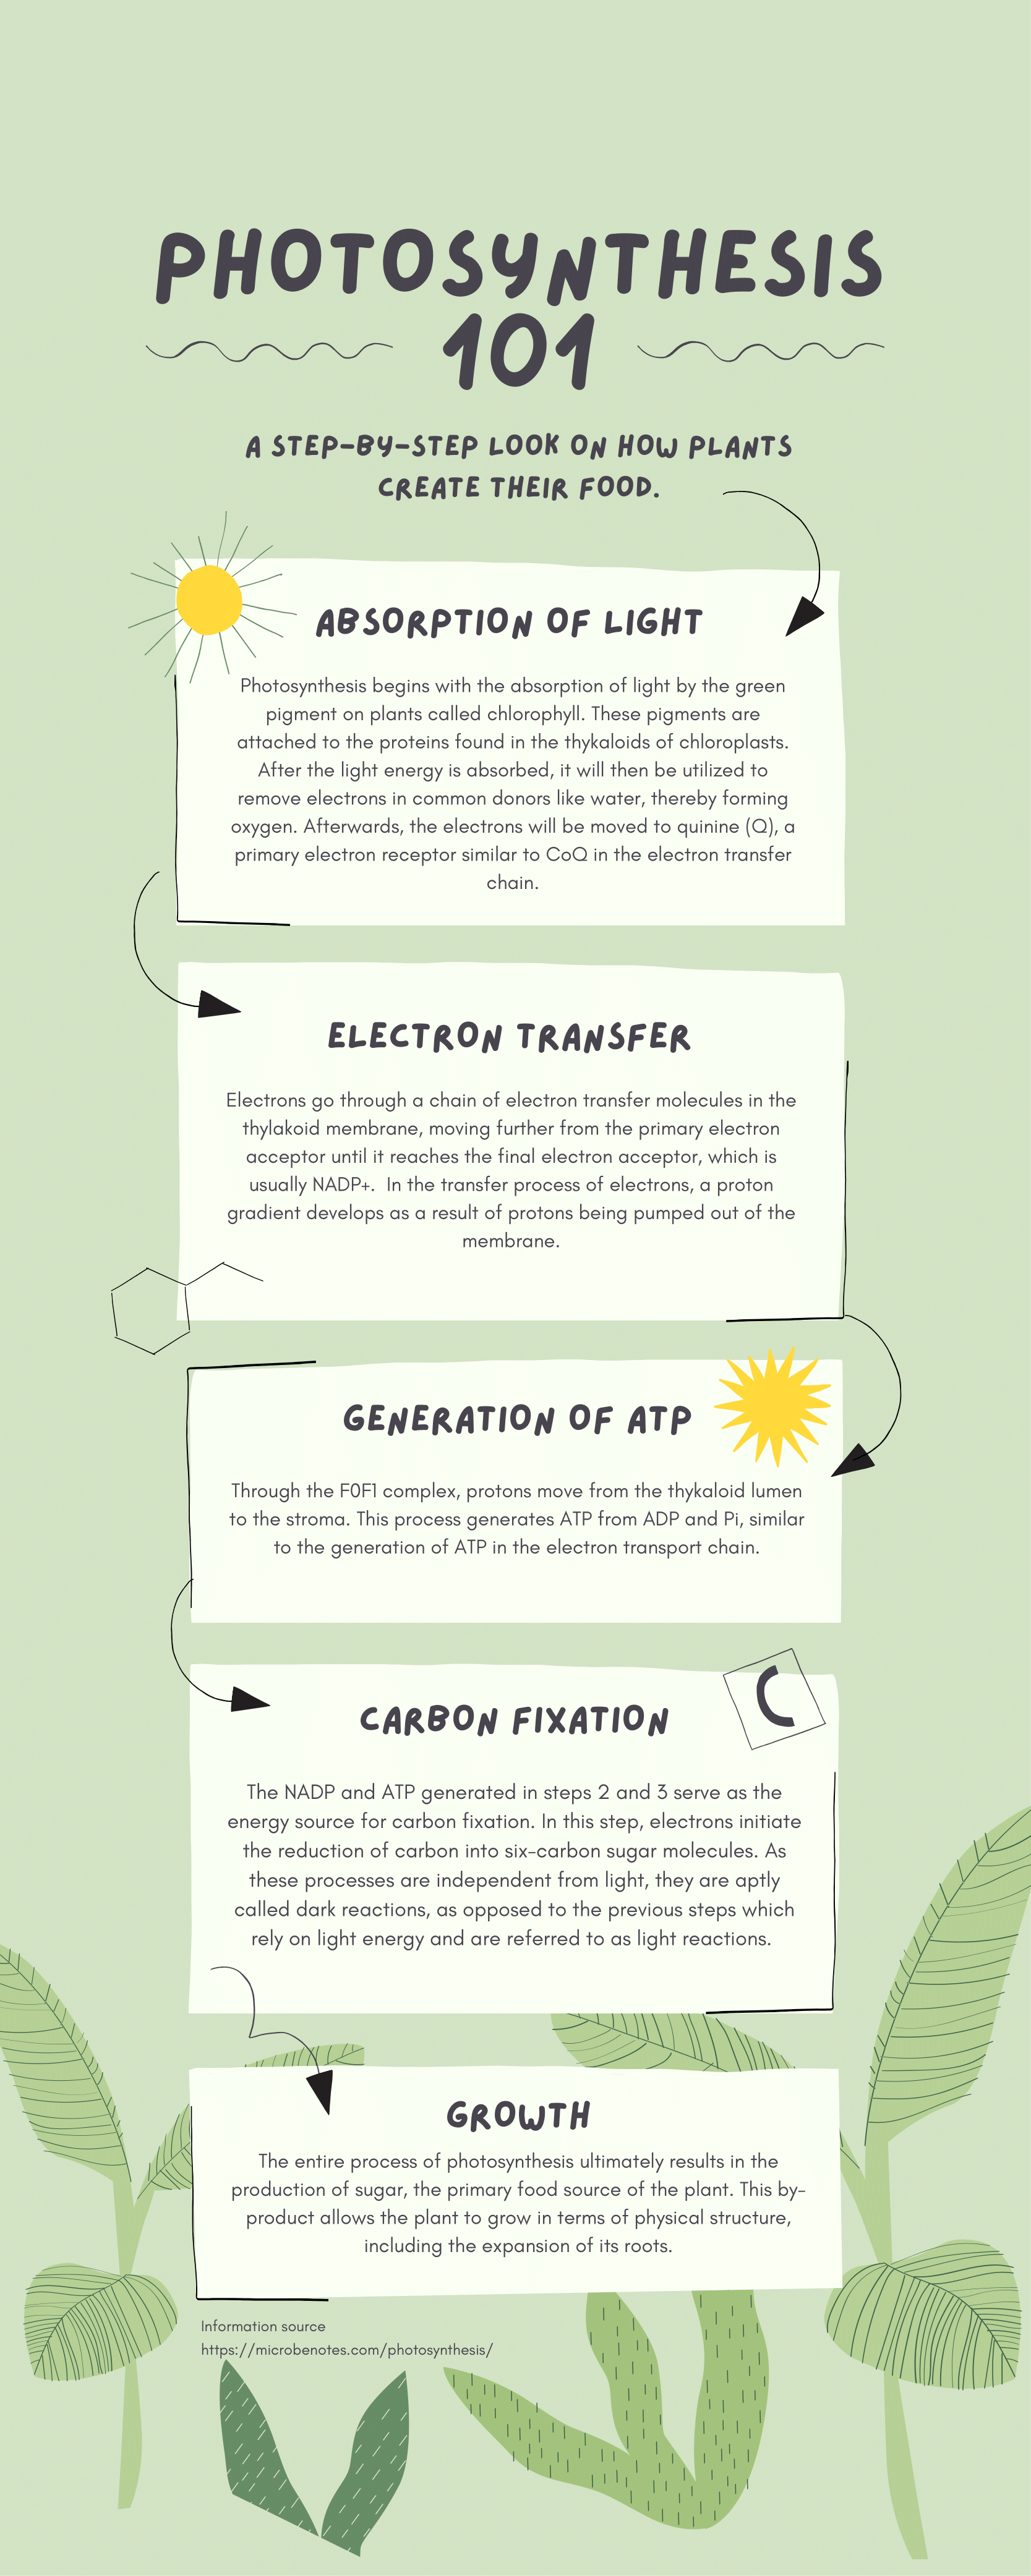 PHOTOSYNTHESIS
101
A STEP-BY-STEP LOOK ON HOW PLANTS
CREATE THEIR FOOD.
ABSORPTION OF LIGHT
Photosynthesis begins with the absorption of light by the green
pigment on plants called chlorophyll. These pigments are
attached to the proteins found in the thykaloids of chloroplasts.
After the light energy is absorbed, it will then be utilized to
remove electrons in common donors like water, thereby forming
oxygen. Afterwards, the electrons will be moved to quinine (Q), a
primary electron receptor similar to CoQ in the electron transfer
chain.
ELECTRON TRANSFER
Electrons go through a chain of electron transfer molecules in the
thylakoid membrane, moving further from the primary electron
acceptor until it reaches the final electron acceptor, which is
usually NADP+. In the transfer process of electrons, a proton
gradient develops as a result of protons being pumped out of the
membrane.
GENERATION OF ATP
Through the F0F1 complex, protons move from the thykaloid lumen
to the stroma. This process generates ATP from ADP and Pi, similar
to the generation of ATP in the electron transport chain.
C
CARBON FIXATION
The NADP and ATP generated in steps 2 and 3 serve as the
energy source for carbon fixation. In this step, electrons initiate
the reduction of carbon into six-carbon sugar molecules. As
these processes are independent from light, they are aptly
called dark reactions, as opposed to the previous steps which
rely on light energy and are referred to as light reactions.
GROWTH
The entire process of photosynthesis ultimately results in the
production of sugar, the primary food source of the plant. This by-
product allows the plant to grow in terms of physical structure,
including the expansion of its roots.
Information source
https://microbenotes.com/photosynthesis/